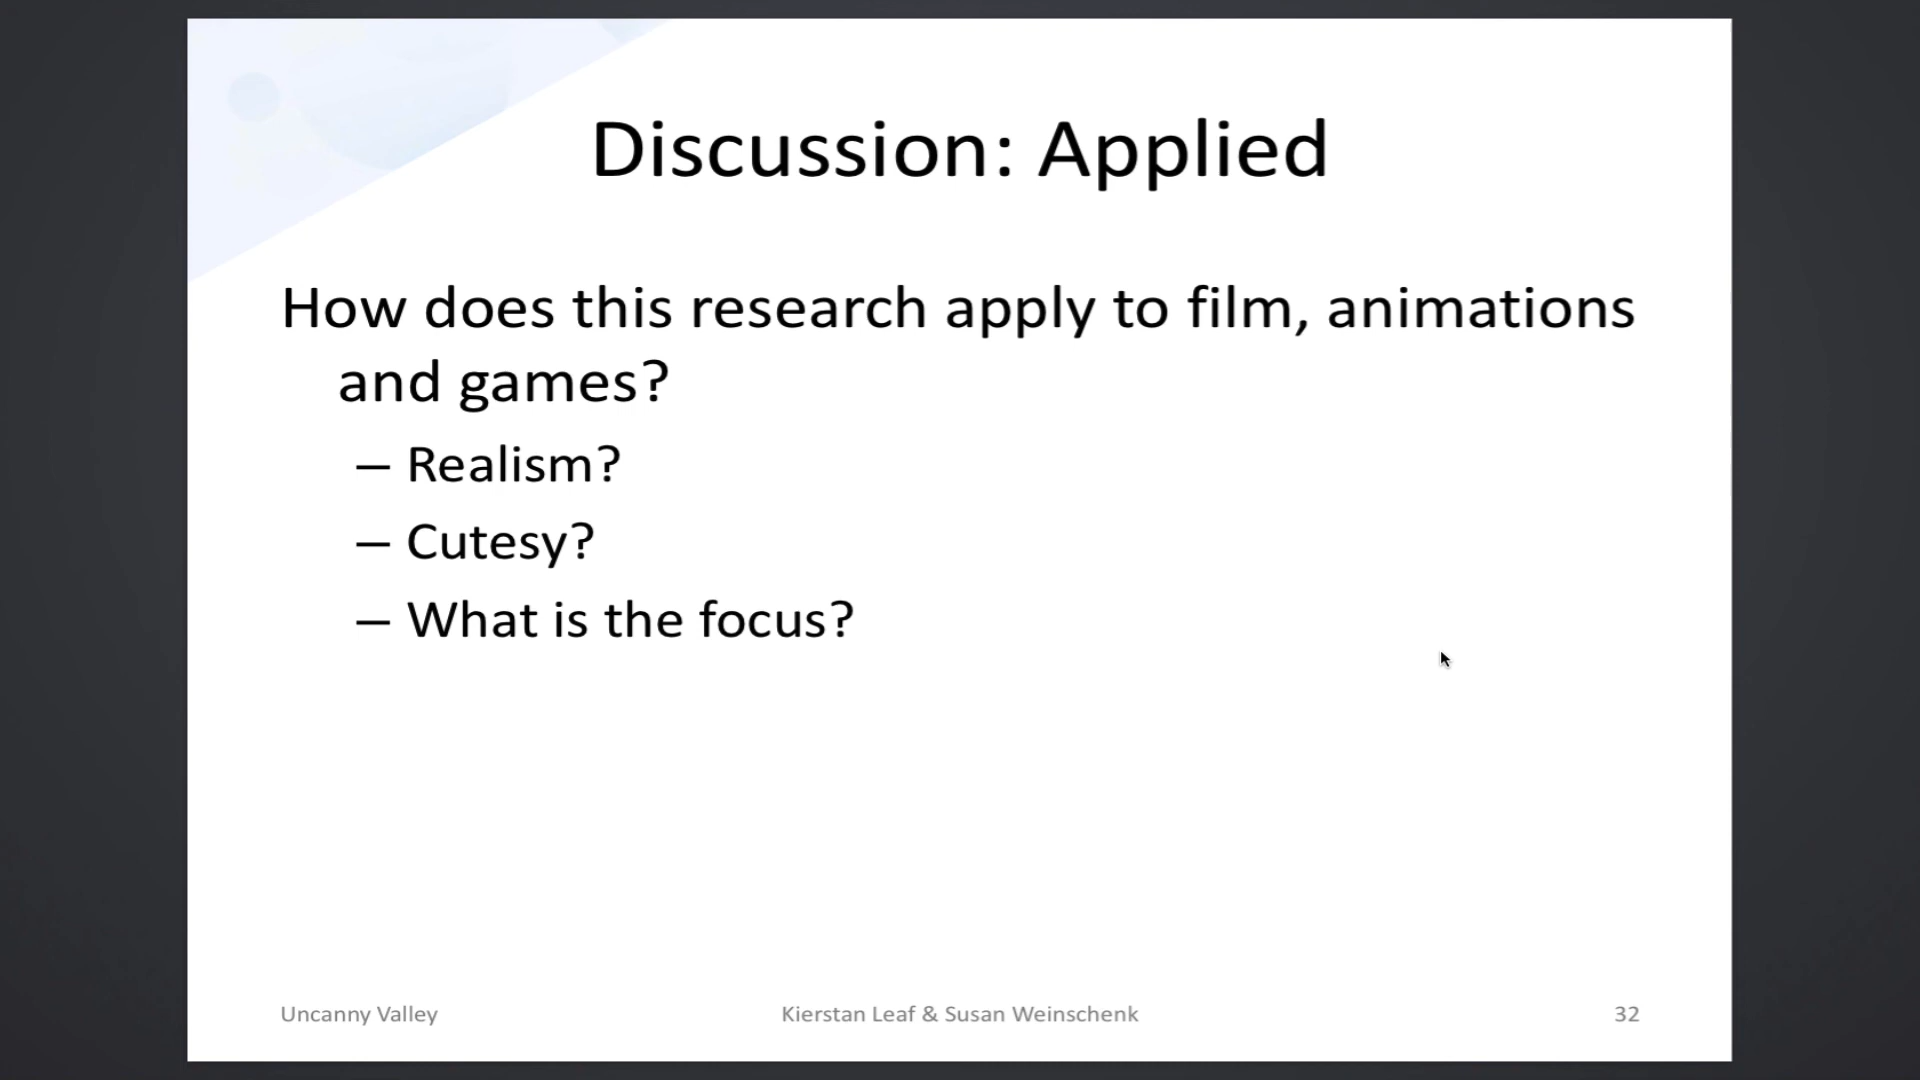 Discussion: Applied
How does this research apply to film, animations
and games?
– Realism?
– Cutesy?
– What is the focus?
Uncanny Valley
Kierstan Leaf & Susan Weinschenk
32